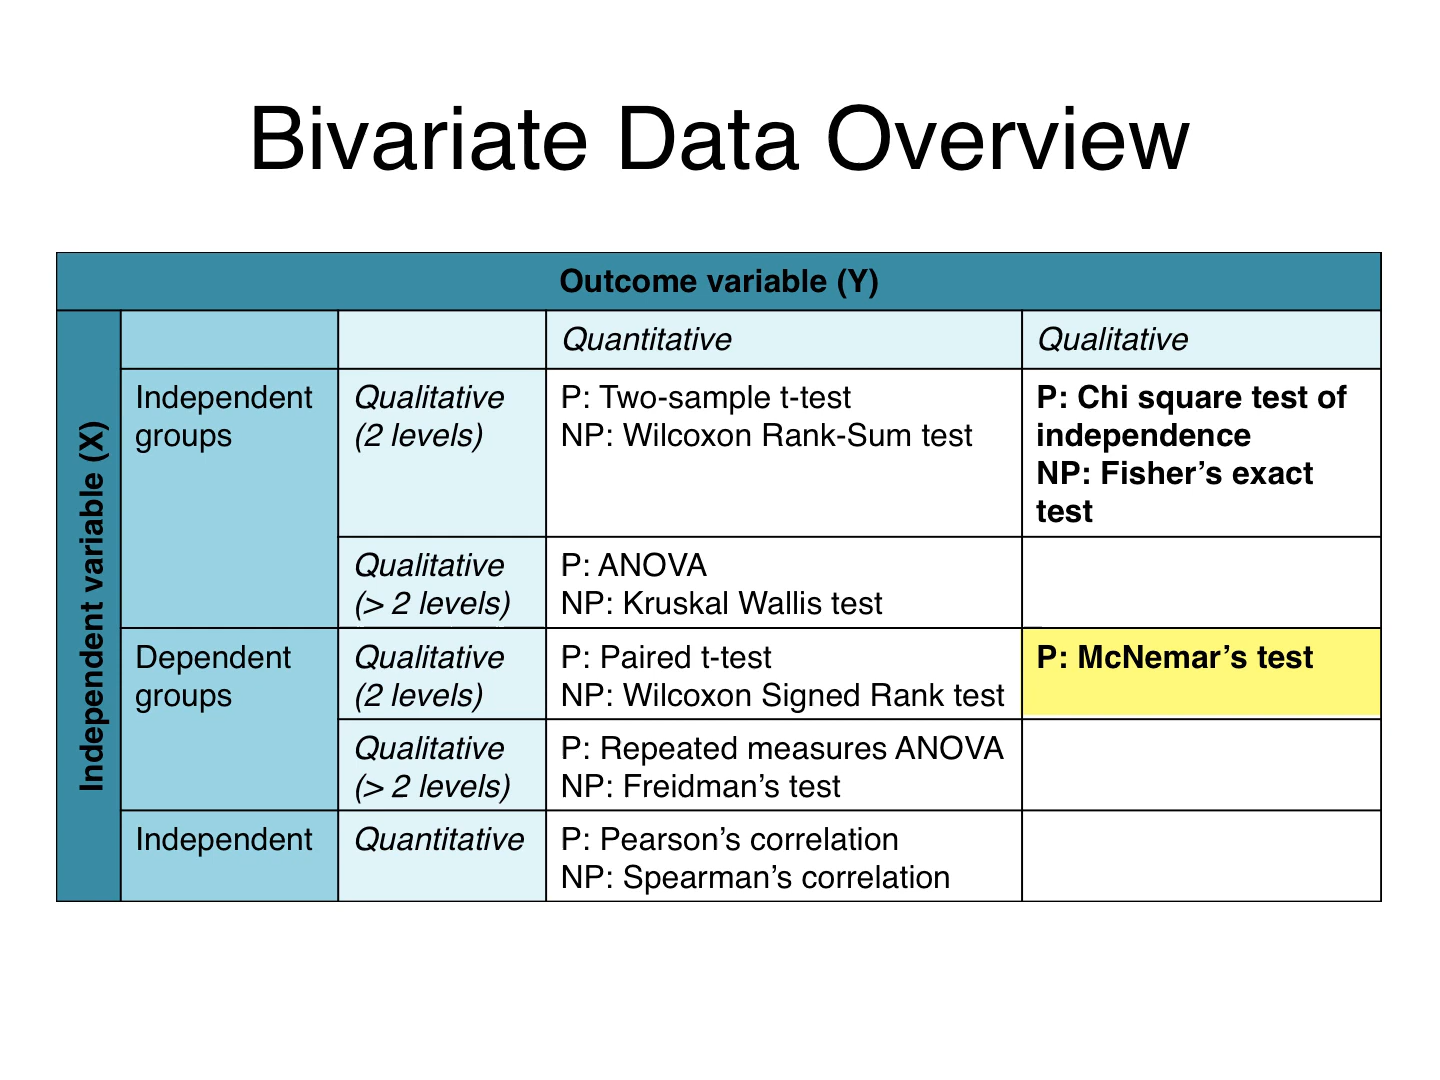 Bivariate Data Overview
Outcome variable (Y)
Independent variable (X)
Quantitative
Qualitative
Independent
groups
Qualitative
(2 levels)
P: Two-sample t-test
NP: Wilcoxon Rank-Sum test
P: Chi square test of
independence
NP: Fisher’s exact
test
Qualitative
(> 2 levels)
P: ANOVA
NP: Kruskal Wallis test
Dependent
groups
Qualitative
(2 levels)
P: Paired t-test
NP: Wilcoxon Signed Rank test
P: McNemar’s test
Qualitative
(> 2 levels)
P: Repeated measures ANOVA
NP: Freidman’s test
Independent
Quantitative
P: Pearson’s correlation
NP: Spearman’s correlation